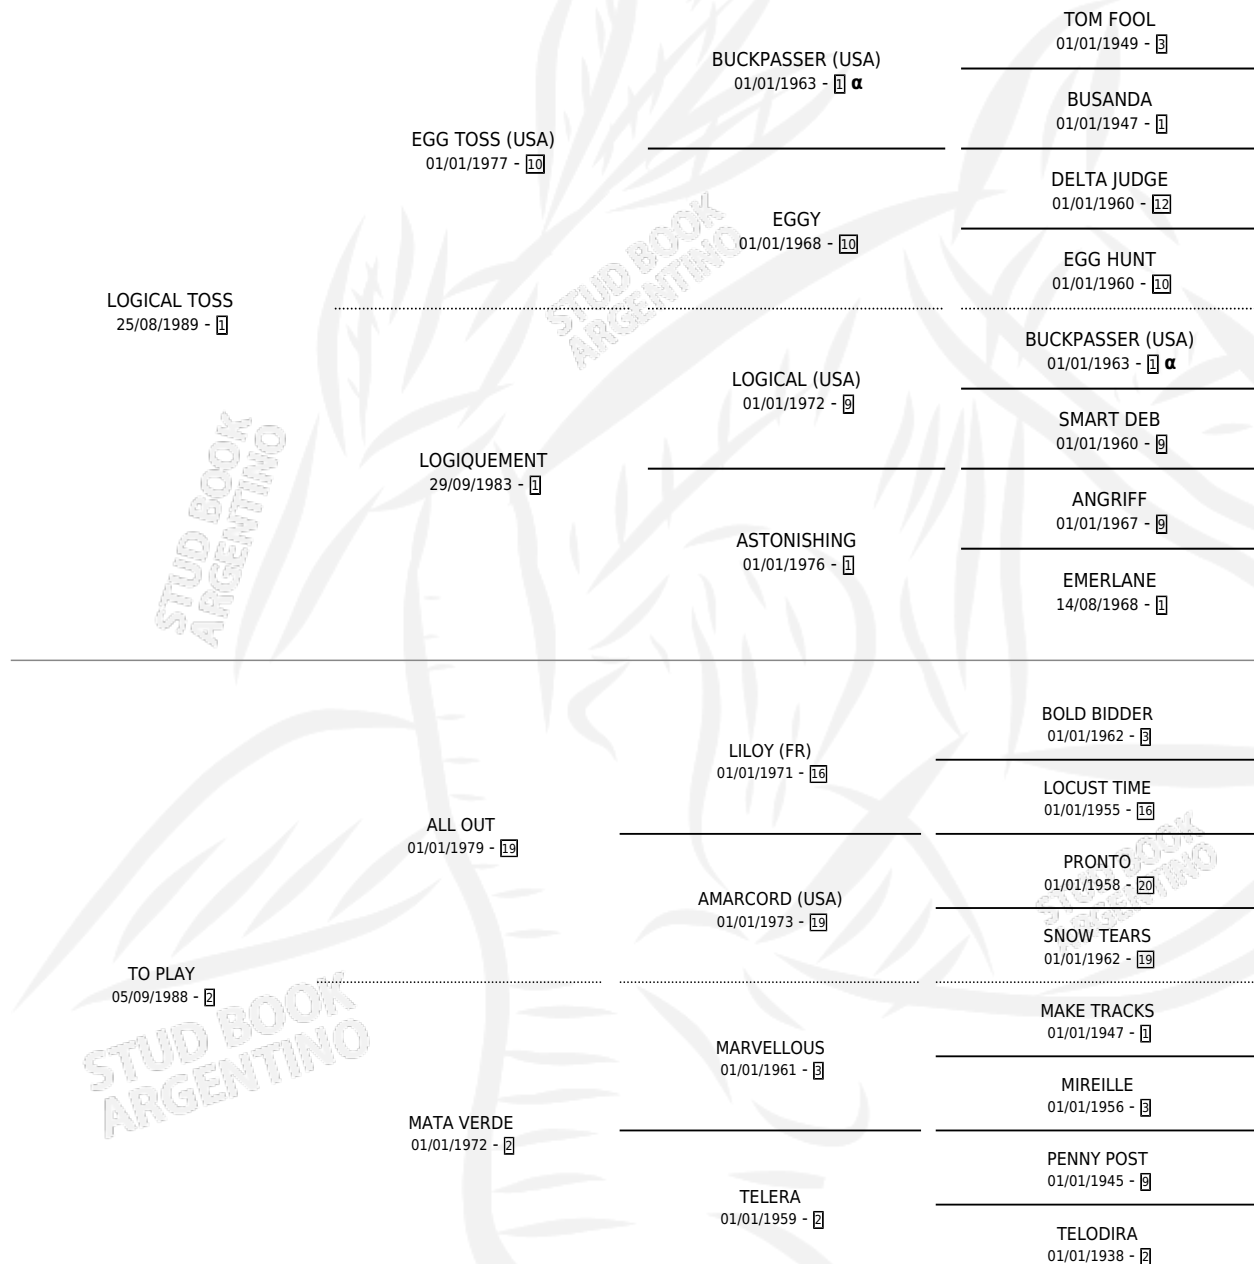 TOM FOOL
01/01/1949 - 3
BUCKPASSER (USA)
01/01/1963 - 1 α
BUSANDA
01/01/1947 - 1
EGG TOSS (USA)
01/01/1977 - 10
DELTA JUDGE
01/01/1960 - 12
EGGY
01/01/1968 - 10
EGG HUNT
01/01/1960 - 10
LOGICAL TOSS
25/08/1989 - 1
BUCKPASSER (USA)
01/01/1963 - 1 α
LOGICAL (USA)
01/01/1972 - 9
SMART DEB
01/01/1960 - 9
LOGIQUEMENT
29/09/1983 - 1
ANGRIFF
01/01/1967 - 9
ASTONISHING
01/01/1976 - 1
EMERLANE
14/08/1968 - 1
BOLD BIDDER
01/01/1962 - 3
LILOY (FR)
01/01/1971 - 16
LOCUST TIME
01/01/1955 - 16
ALL OUT
01/01/1979 - 19
PRONTO
01/01/1958 - 20
AMARCORD (USA)
01/01/1973 - 19
SNOW TEARS
01/01/1962 - 19
TO PLAY
05/09/1988 - 2
MAKE TRACKS
01/01/1947 - 1
MARVELLOUS
01/01/1961 - 3
MIREILLE
01/01/1956 - 3
MATA VERDE
01/01/1972 - 2
PENNY POST
01/01/1945 - 9
TELERA
01/01/1959 - 2
TELODIRA
01/01/1938 - 2
STUD BOOK
ARGENTINO
STUD BOOK
ARGENTINO
STUD BOOK
ARGENTINO
STUD BOOK
ARGENTINO